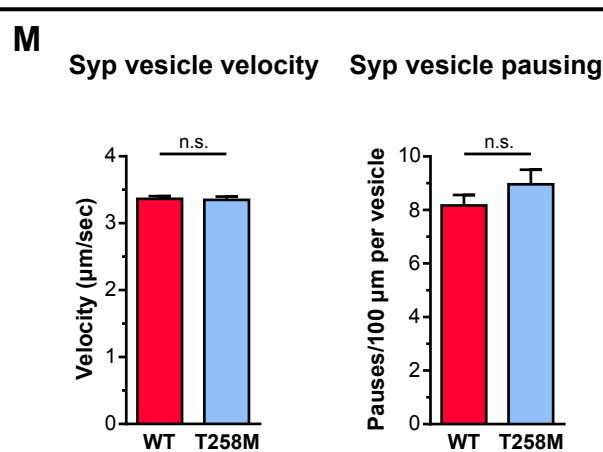 M
Syp vesicle velocity
n.s.
Velocity (µm/sec)
4
3
2
1
0
WT T258M
Syp vesicle pausing
n.s.
Pauses/100 µm per vesicle
10
8
6
4
2
0
WT T258M